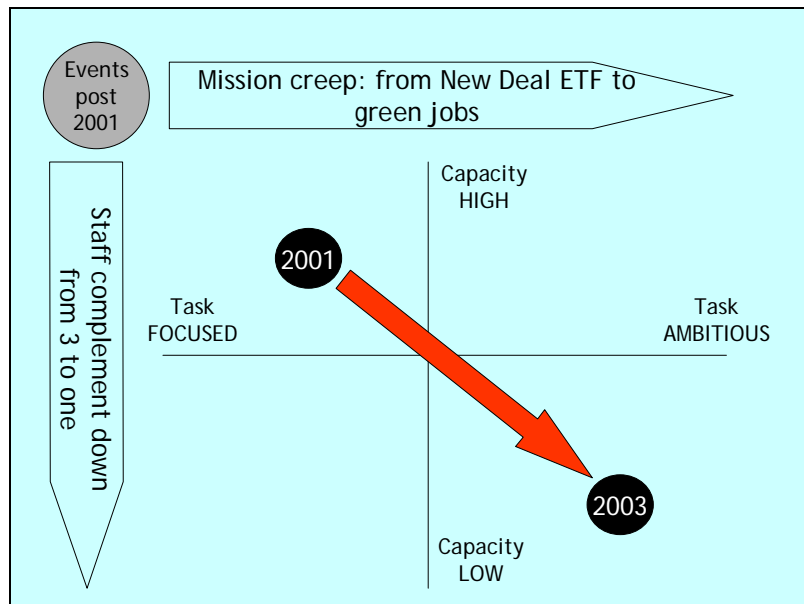 Events
post
2001
Mission creep: from New Deal ETF to
green jobs
Staff complement down
from 3 to one
Capacity
HIGH
2001
Task
FOCUSED
Task
AMBITIOUS
2003
Capacity
LOW